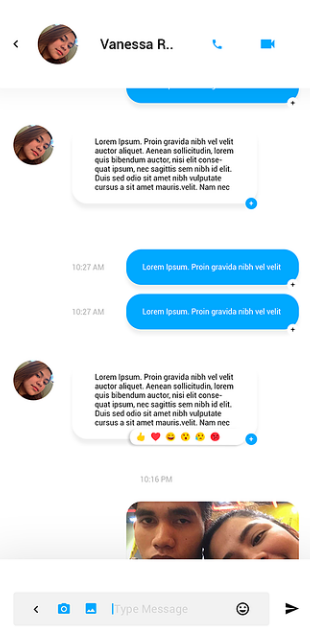 Vanessa R..
Lorem Ipsum. Proin gravida nibh vel velit
auctor aliquet. Aenean sollicitudin, lorem
quis bibendum auctor, nisi elit conse-
quat ipsum, nec sagittis sem nibh id elit.
Duis sed odio sit amet nibh vulputate
cursus a sit amet mauris.velit. Nam nec
10:27 AM
Lorem Ipsum. Proin gravida nibh vel velit
10:27 AM
Lorem Ipsum. Proin gravida nibh vel velit
Lorem Ipsum. Proin gravida nibh vel velit
auctor aliquet. Aenean sollicitudin, lorem
quis bibendum auctor, nisi elit conse-
quat ipsum, nec sagittis sem nibh id elit.
Duis sed odio sit amet nibh vulputate
cursus a sit amet mauris.velit. Nam nec
10:16 PM
Type Message